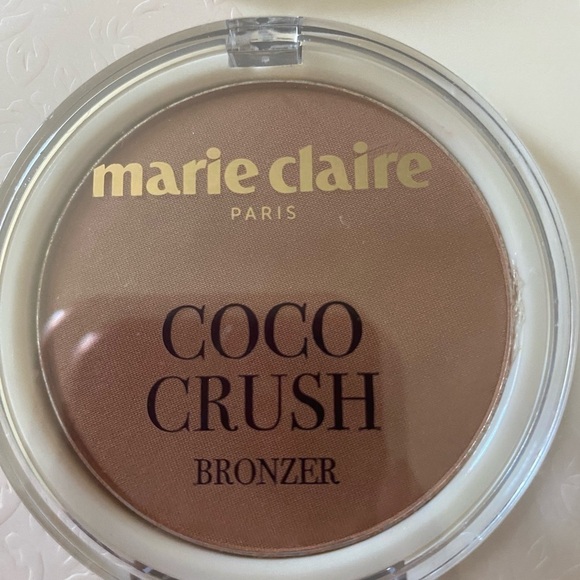 marie claire
PARIS
COCO
CRUSH
BRONZER